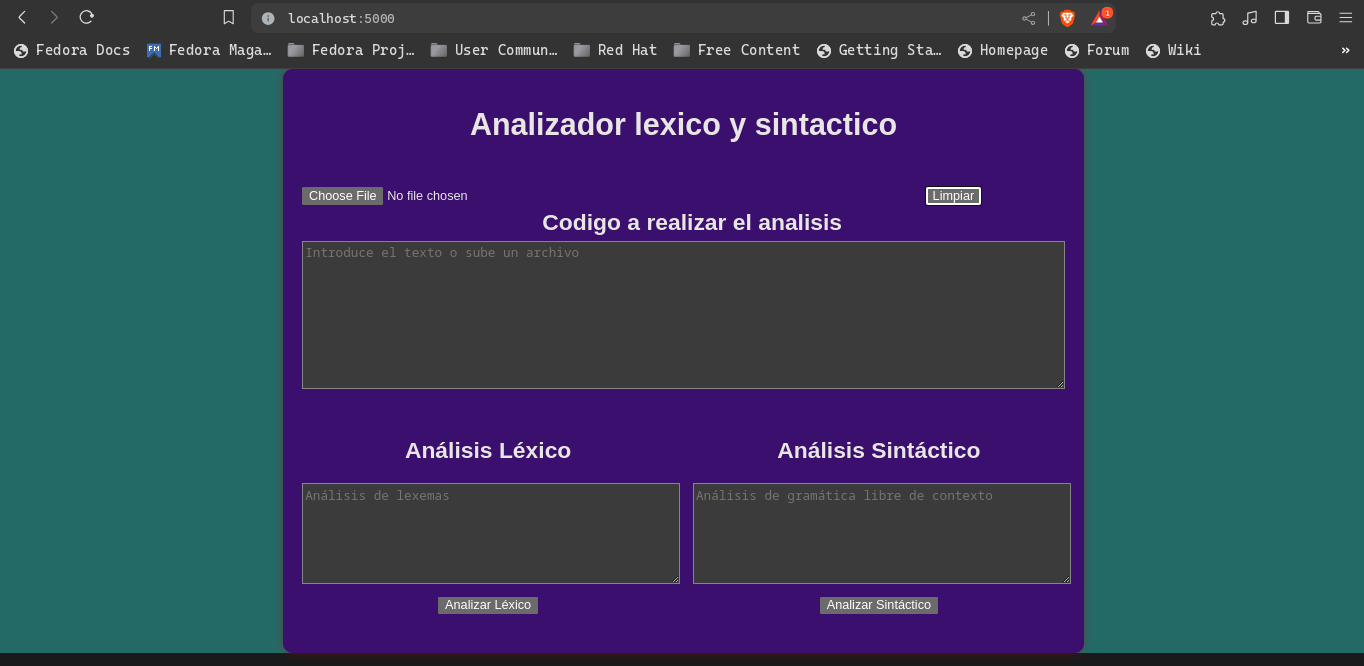 localhost:5000
1
Fedora Docs Fedora Maga… Fedora Proj… User Commun… Red Hat Free Content Getting Sta… Homepage Forum Wiki »
Analizador lexico y sintactico
Choose File No file chosen Limpiar
Codigo a realizar el analisis
Introduce el texto o sube un archivo
Análisis Léxico Análisis Sintáctico
Análisis de lexemas Análisis de gramática libre de contexto
Analizar Léxico Analizar Sintáctico